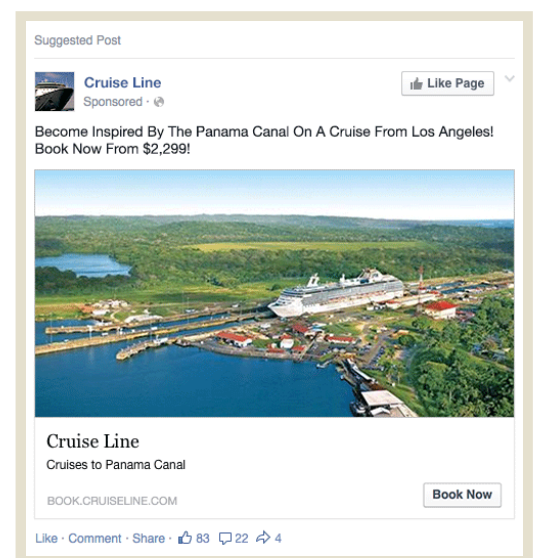 Suggested Post
Cruise Line
Like Page
Sponsored ·
Become Inspired By The Panama Canal On A Cruise From Los Angeles!
Book Now From $2,299!
Cruise Line
Cruises to Panama Canal
BOOK.CRUISELINE.COM
Book Now
Like · Comment · Share · 83 22 4